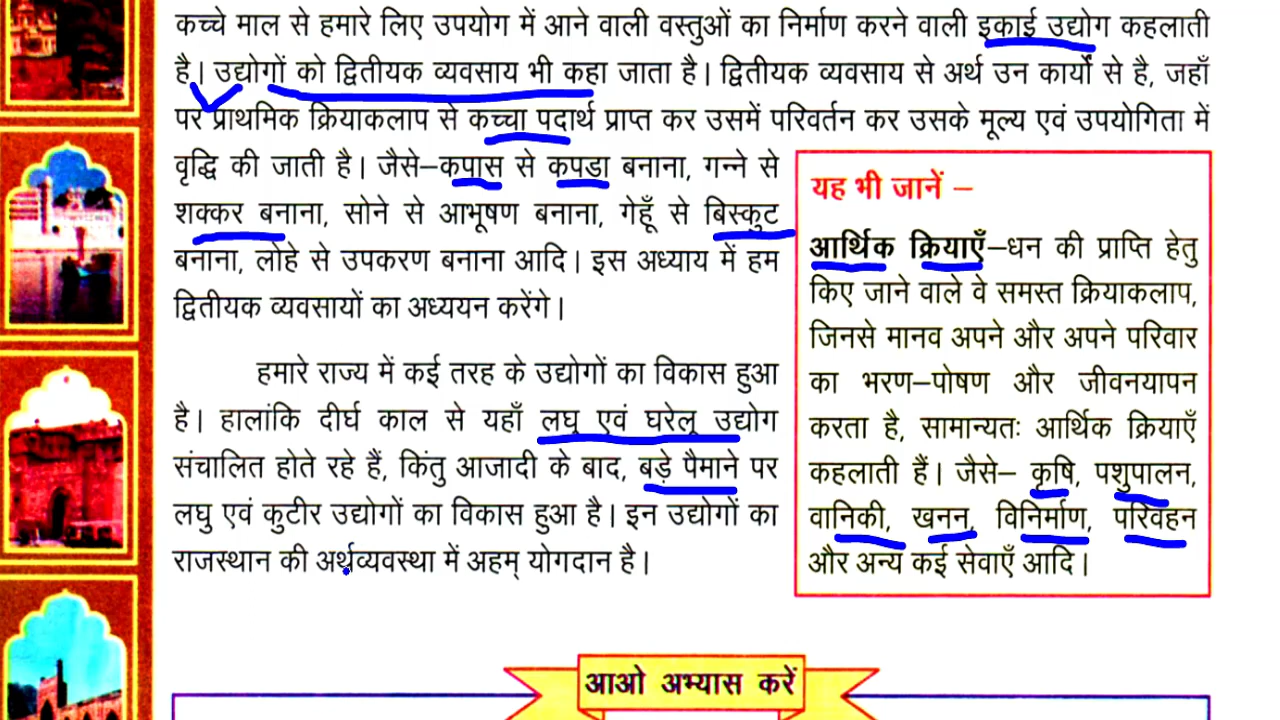 कच्चे माल से हमारे लिए उपयोग में आने वाली वस्तुओं का निर्माण करने वाली इकाई उद्योग कहलाती
है। उद्योगों को द्वितीयक व्यवसाय भी कहा जाता है। द्वितीयक व्यवसाय से अर्थ उन कार्यों से है, जहाँ
पर प्राथमिक क्रियाकलाप से कच्चा पदार्थ प्राप्त कर उसमें परिवर्तन कर उसके मूल्य एवं उपयोगिता में
वृद्धि की जाती है। जैसे–कपास से कपडा बनाना, गन्ने से
शक्कर बनाना, सोने से आभूषण बनाना, गेहूँ से बिस्कुट
बनाना, लोहे से उपकरण बनाना आदि। इस अध्याय में हम
द्वितीयक व्यवसायों का अध्ययन करेंगे।
हमारे राज्य में कई तरह के उद्योगों का विकास हुआ
है। हालांकि दीर्घ काल से यहाँ लघु एवं घरेलू उद्योग
संचालित होते रहे हैं, किंतु आजादी के बाद, बड़े पैमाने पर
लघु एवं कुटीर उद्योगों का विकास हुआ है। इन उद्योगों का
राजस्थान की अर्थव्यवस्था में अहम् योगदान है।
यह भी जानें –
आर्थिक क्रियाएँ–धन की प्राप्ति हेतु
किए जाने वाले वे समस्त क्रियाकलाप,
जिनसे मानव अपने और अपने परिवार
का भरण–पोषण और जीवनयापन
करता है, सामान्यतः आर्थिक क्रियाएँ
कहलाती हैं। जैसे– कृषि, पशुपालन,
वानिकी, खनन, विनिर्माण, परिवहन
और अन्य कई सेवाएँ आदि।
आओ अभ्यास करें